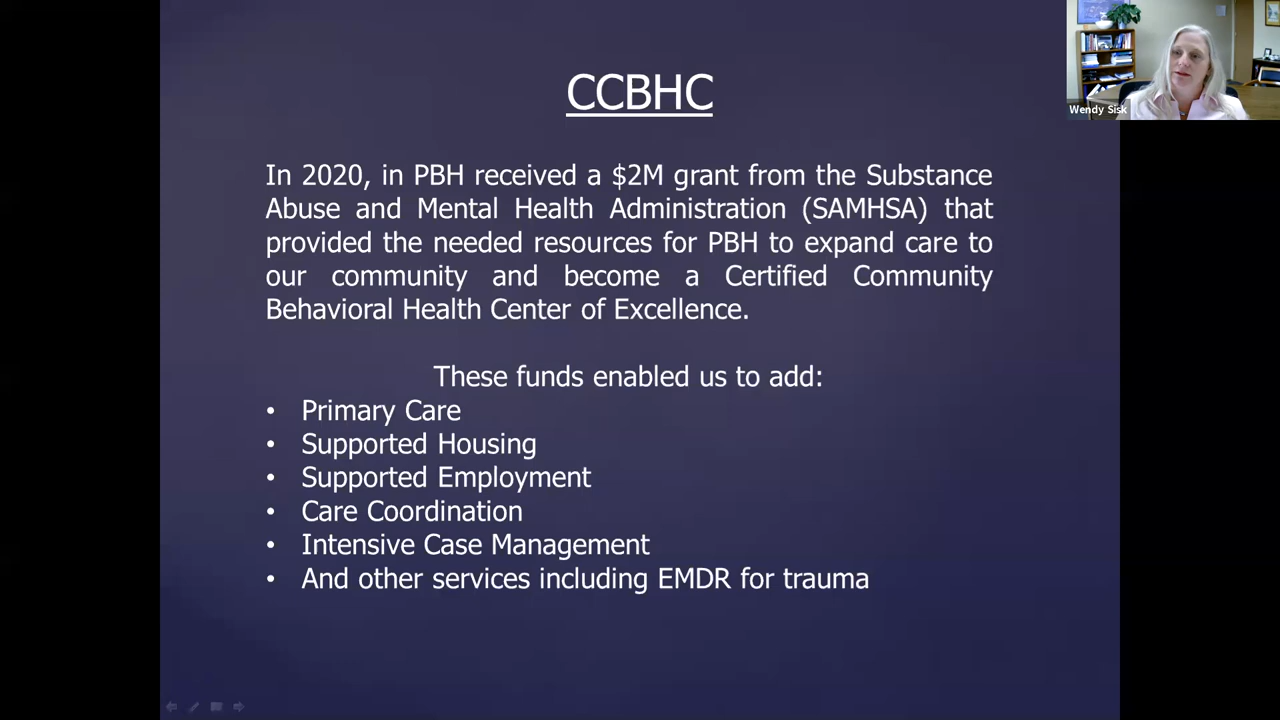 CCBHC
Wendy Sisk
In 2020, in PBH received a $2M grant from the Substance
Abuse and Mental Health Administration (SAMHSA) that
provided the needed resources for PBH to expand care to
our community and become a Certified Community
Behavioral Health Center of Excellence.
These funds enabled us to add:
• Primary Care
• Supported Housing
• Supported Employment
• Care Coordination
• Intensive Case Management
• And other services including EMDR for trauma